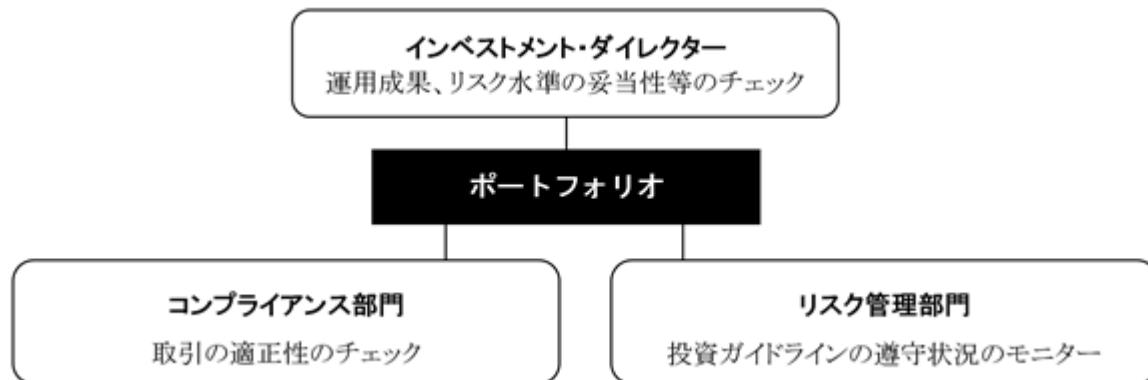 インベストメント・ダイレクター
運用成果、リスク水準の妥当性等のチェック
ポートフォリオ
コンプライアンス部門
取引の適正性のチェック
リスク管理部門
投資ガイドラインの遵守状況のモニター